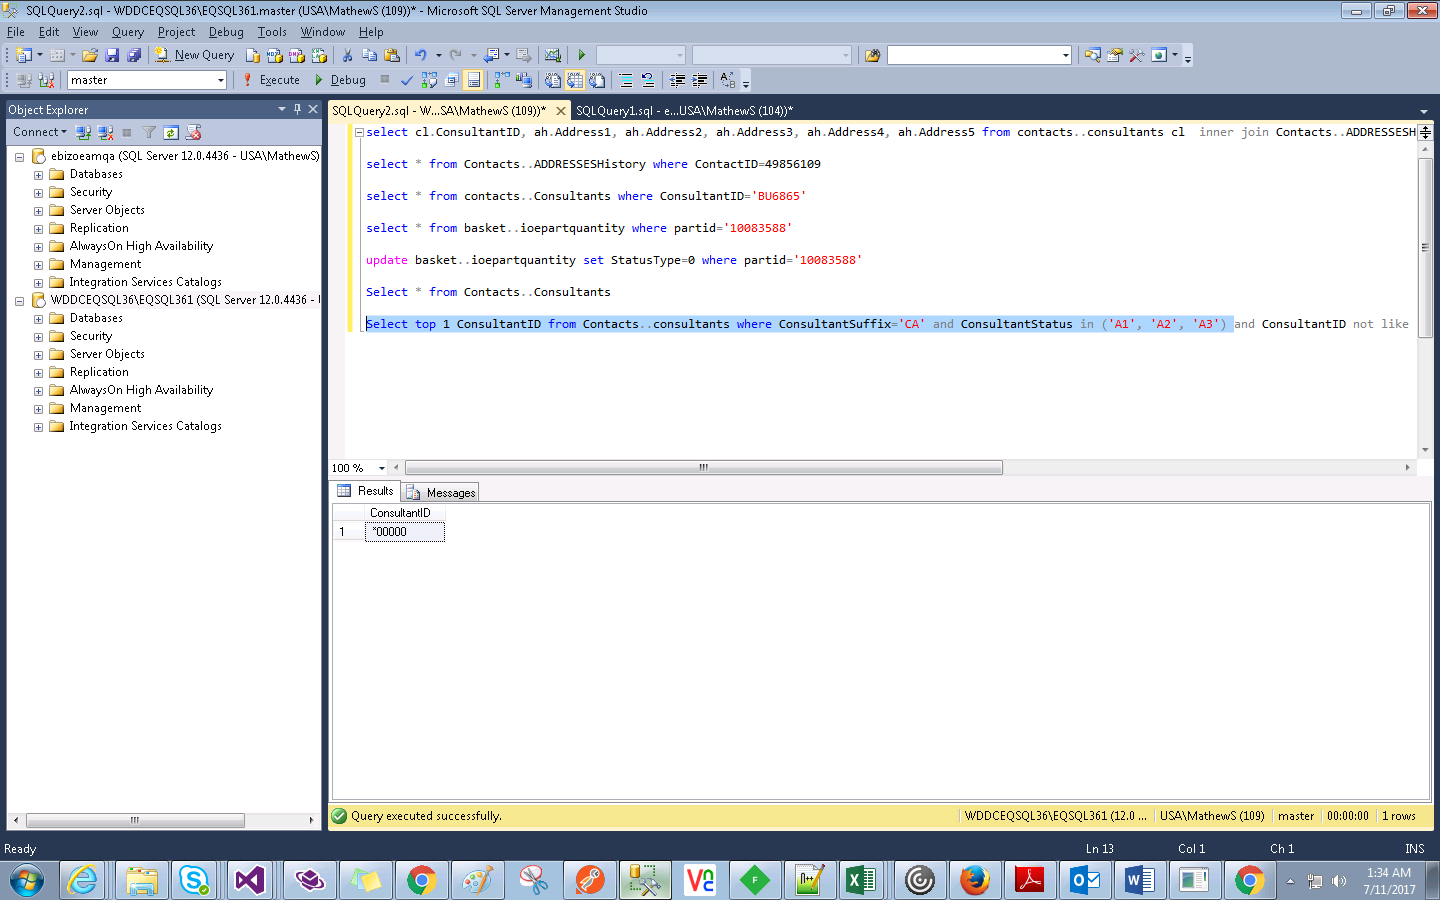 SQLQuery2.sql - WDDCEQSQL36\EQSQL361.master (USA\MathewS (109))* - Microsoft SQL Server Management Studio
File Edit View Query Project Debug Tools Window Help
New Query
master Execute Debug
Object Explorer
Connect
ebizoeamqa (SQL Server 12.0.4436 - USA\MathewS)
Databases
Security
Server Objects
Replication
AlwaysOn High Availability
Management
Integration Services Catalogs
WDDCEQSQL36\EQSQL361 (SQL Server 12.0.4436 -
Databases
Security
Server Objects
Replication
AlwaysOn High Availability
Management
Integration Services Catalogs
SQLQuery2.sql - W...SA\MathewS (109))* SQLQuery1.sql - e...USA\MathewS (104))*
select cl.ConsultantID, ah.Address1, ah.Address2, ah.Address3, ah.Address4, ah.Address5 from contacts..consultants cl inner join Contacts..ADDRESSESH
select * from Contacts..ADDRESSESHistory where ContactID=49856109
select * from contacts..Consultants where ConsultantID='BU6865'
select * from basket..ioepartquantity where partid='10083588'
update basket..ioepartquantity set StatusType=0 where partid='10083588'
Select * from Contacts..Consultants
Select top 1 ConsultantID from Contacts..consultants where ConsultantSuffix='CA' and ConsultantStatus in ('A1', 'A2', 'A3') and ConsultantID not like
100 %
Results Messages
ConsultantID
1 *00000
Query executed successfully. WDDCEQSQL36\EQSQL361 (12.0 ... USA\MathewS (109) master 00:00:00 1 rows
Ready Ln 13 Col 1 Ch 1 INS
1:34 AM
7/11/2017